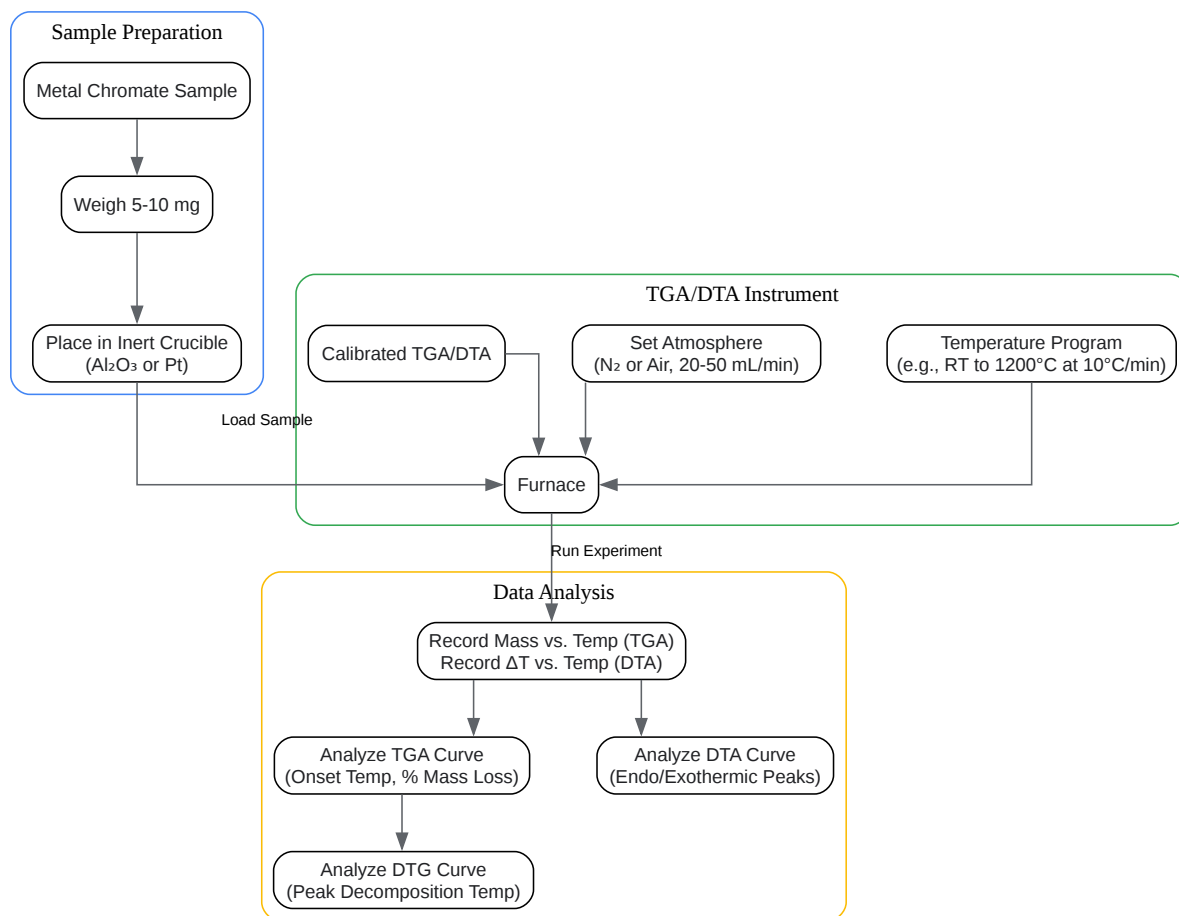 Sample Preparation
Metal Chromate Sample
Weigh 5-10 mg
Place in Inert Crucible
(Al₂O₃ or Pt)
Load Sample
TGA/DTA Instrument
Calibrated TGA/DTA
Set Atmosphere
(N₂ or Air, 20-50 mL/min)
Temperature Program
(e.g., RT to 1200°C at 10°C/min)
Furnace
Run Experiment
Data Analysis
Record Mass vs. Temp (TGA)
Record ΔT vs. Temp (DTA)
Analyze TGA Curve
(Onset Temp, % Mass Loss)
Analyze DTA Curve
(Endo/Exothermic Peaks)
Analyze DTG Curve
(Peak Decomposition Temp)